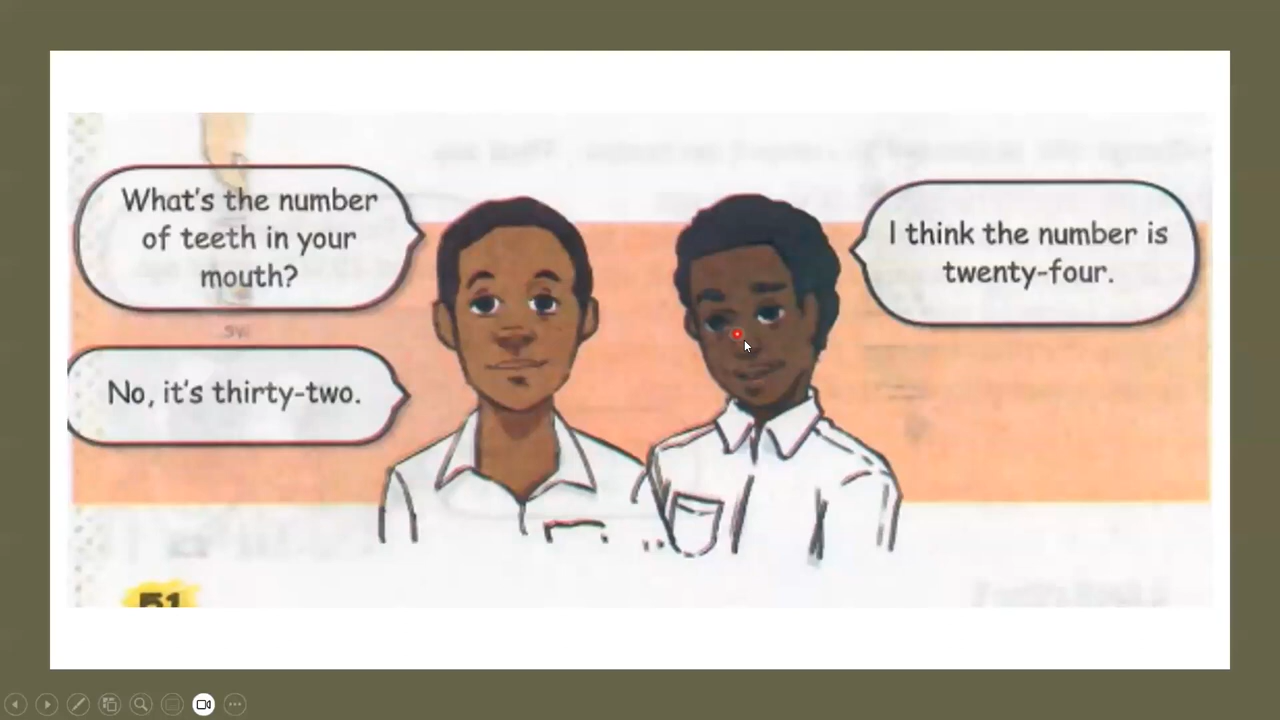 What's the number
of teeth in your
mouth?
I think the number is
twenty-four.
No, it's thirty-two.
51